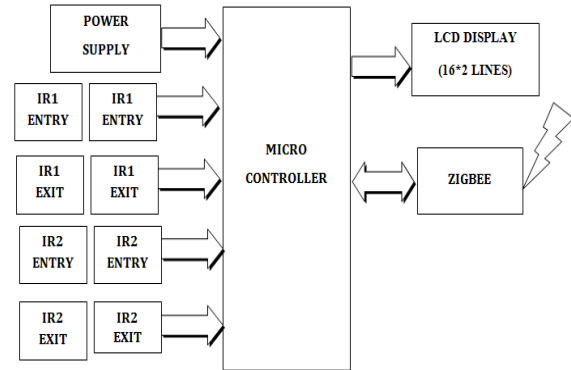 POWER
SUPPLY
LCD DISPLAY
(16*2 LINES)
IR1
ENTRY
IR1
ENTRY
MICRO
CONTROLLER
IR1
EXIT
IR1
EXIT
ZIGBEE
IR2
ENTRY
IR2
ENTRY
IR2
EXIT
IR2
EXIT